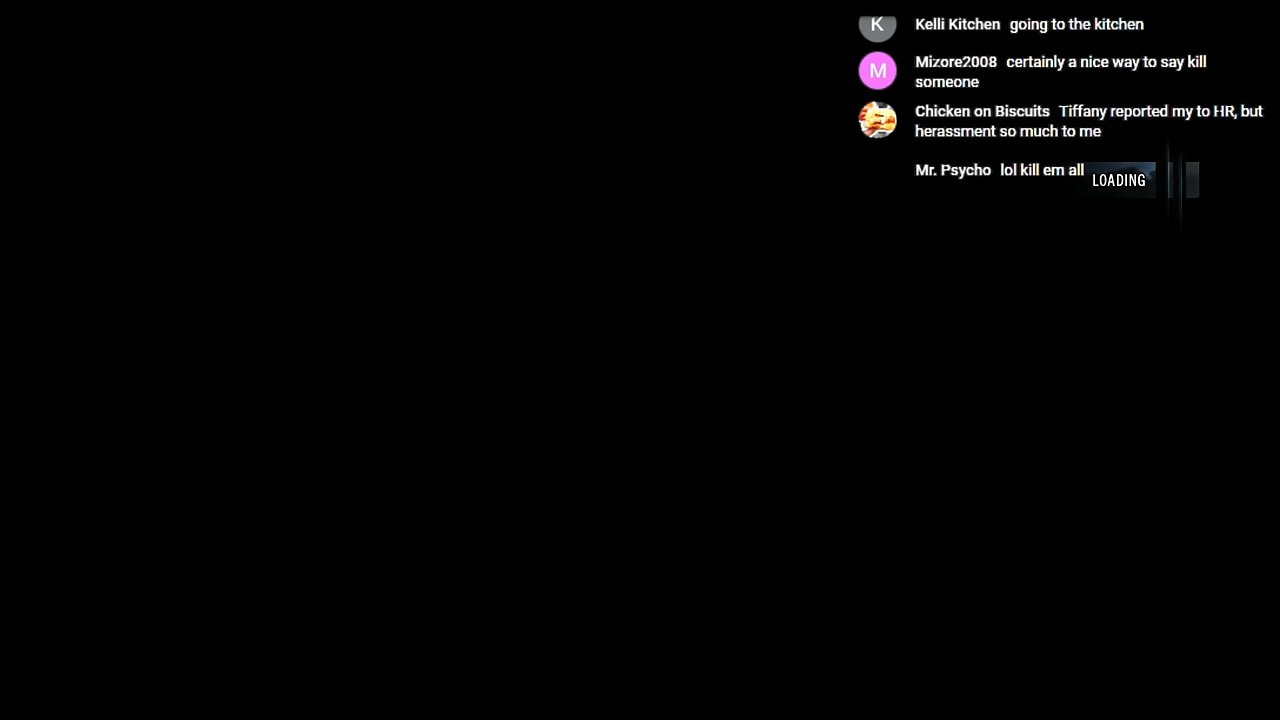 K
Kelli Kitchen going to the kitchen
M
Mizore2008 certainly a nice way to say kill
someone
Chicken on Biscuits Tiffany reported my to HR, but
herassment so much to me
Mr. Psycho lol kill em all
LOADING